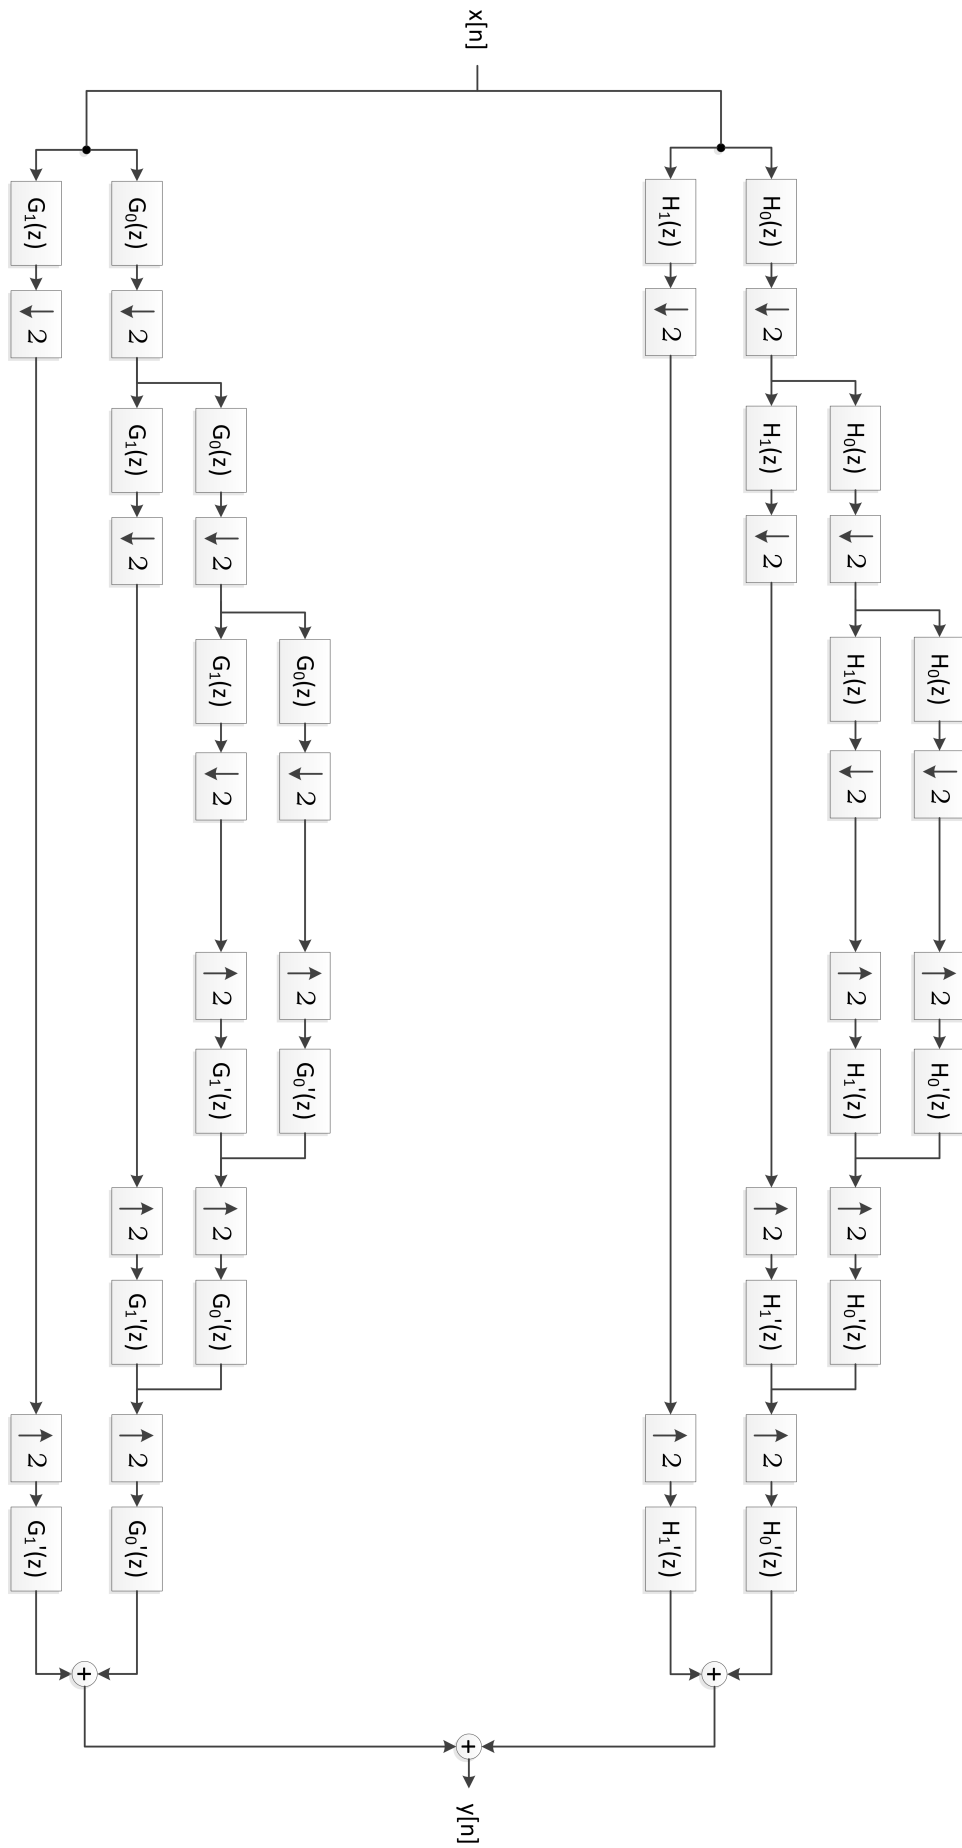 H₀(z)
↓ 2
↑ 2
H₀'(z)
H₀(z)
↓ 2
H₁(z)
↓ 2
↑ 2
H₁'(z)
↑ 2
H₀'(z)
H₀(z)
↓ 2
H₁(z)
↓ 2
↑ 2
H₁'(z)
↑ 2
H₀'(z)
+
H₁(z)
↓ 2
↑ 2
H₁'(z)
x[n]
+
y[n]
G₀(z)
↓ 2
↑ 2
G₀'(z)
G₀(z)
↓ 2
G₁(z)
↓ 2
↑ 2
G₁'(z)
↑ 2
G₀'(z)
G₀(z)
↓ 2
G₁(z)
↓ 2
↑ 2
G₁'(z)
↑ 2
G₀'(z)
+
G₁(z)
↓ 2
↑ 2
G₁'(z)